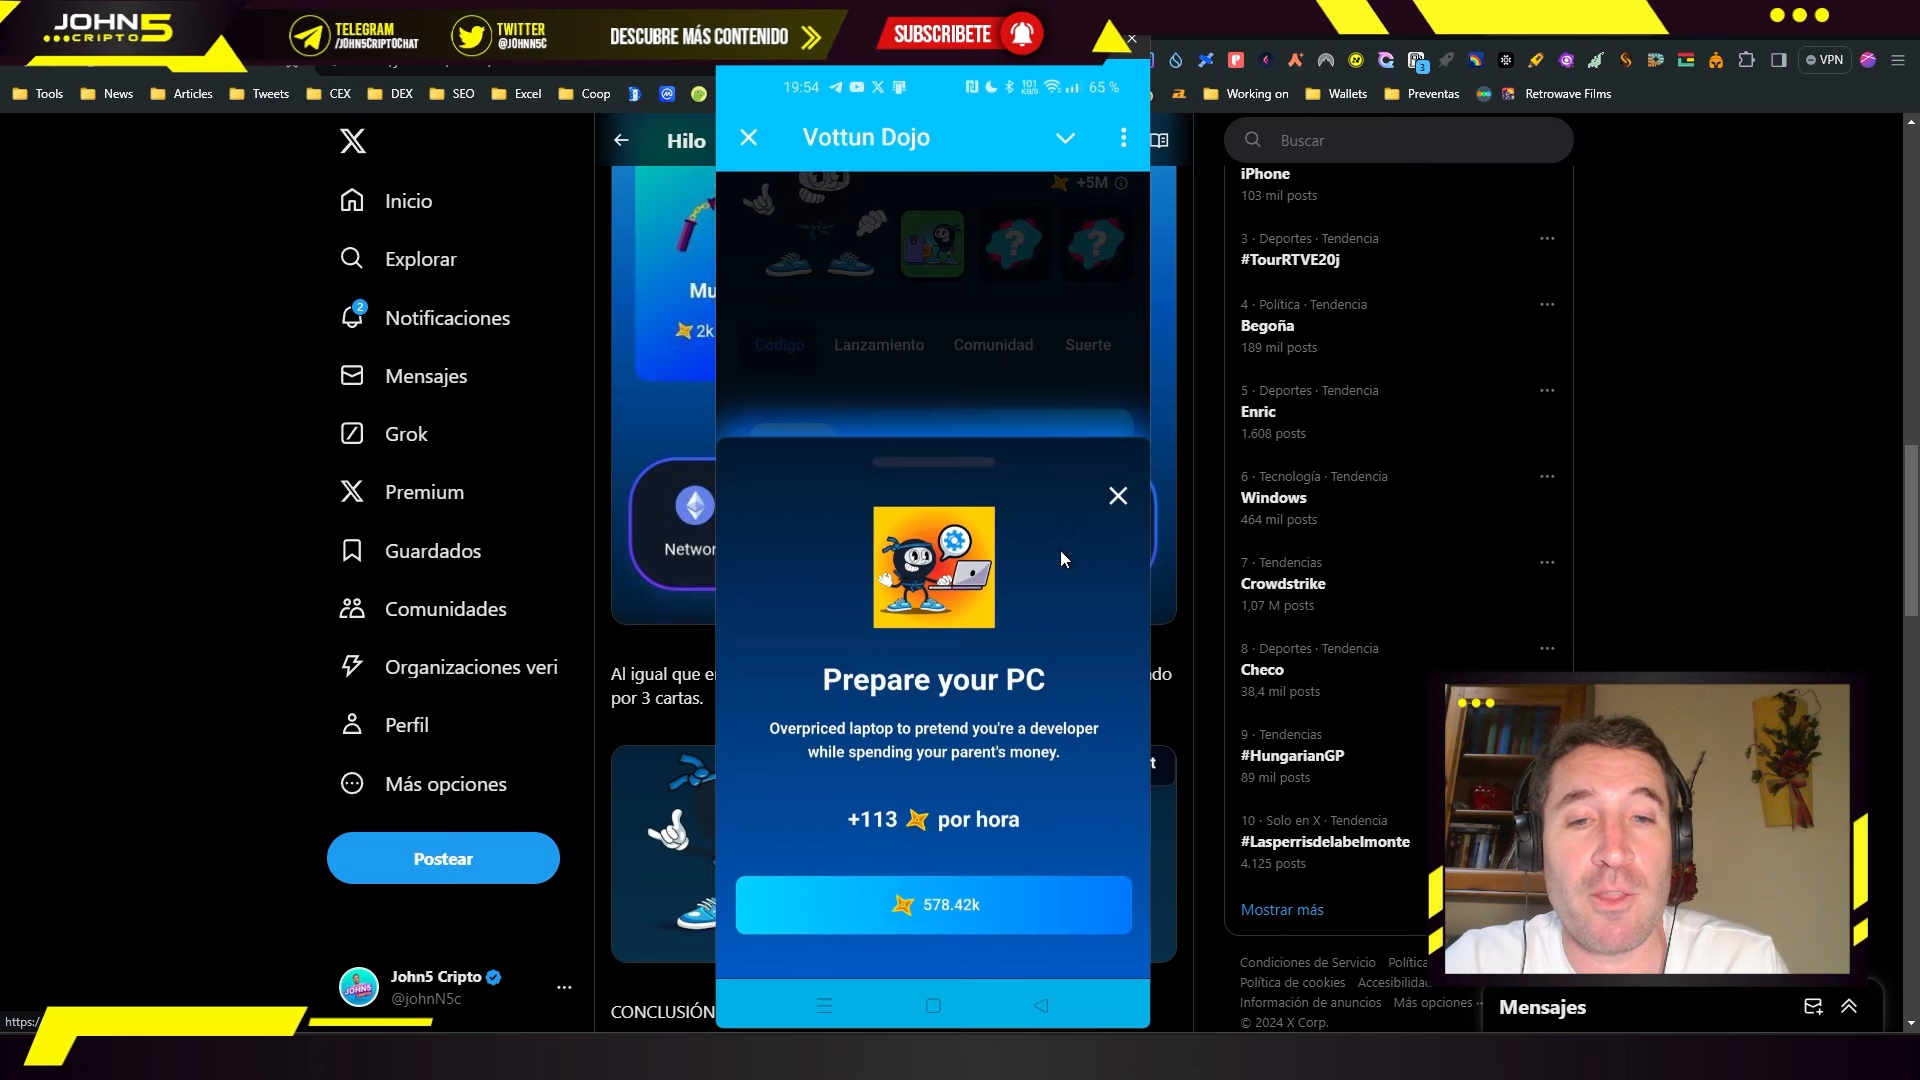 JOHN5
CRIPTO
TELEGRAM
/JOHN5CRIPTOCHAT
TWITTER
@JOHNN5C
DESCUBRE MÁS CONTENIDO
SUBSCRIBETE
VPN
Tools
News
Articles
Tweets
CEX
DEX
SEO
Excel
Coop
Working on
Wallets
Preventas
Retrowave Films
Inicio
Explorar
2
Notificaciones
Mensajes
Grok
Premium
Guardados
Comunidades
Organizaciones veri
Perfil
Más opciones
Postear
John5 Cripto
@johnN5c
https:/
Hilo
Mu
2k
Networ
Al igual que e
do
por 3 cartas.
t
CONCLUSIÓN
19:54
101
KB/S
65 %
Vottun Dojo
+5M
Código
Lanzamiento
Comunidad
Suerte
Prepare your PC
Overpriced laptop to pretend you're a developer
while spending your parent's money.
+113 por hora
578.42k
Buscar
iPhone
103 mil posts
3 · Deportes · Tendencia
#TourRTVE20j
4 · Política · Tendencia
Begoña
189 mil posts
5 · Deportes · Tendencia
Enric
1.608 posts
6 · Tecnología · Tendencia
Windows
464 mil posts
7 · Tendencias
Crowdstrike
1,07 M posts
8 · Deportes · Tendencia
Checo
38,4 mil posts
9 · Tendencias
#HungarianGP
89 mil posts
10 · Solo en X · Tendencia
#Lasperrisdelabelmonte
4.125 posts
Mostrar más
Condiciones de Servicio Política
Política de cookies Accesibilidad
Información de anuncios Más opciones ···
© 2024 X Corp.
Mensajes